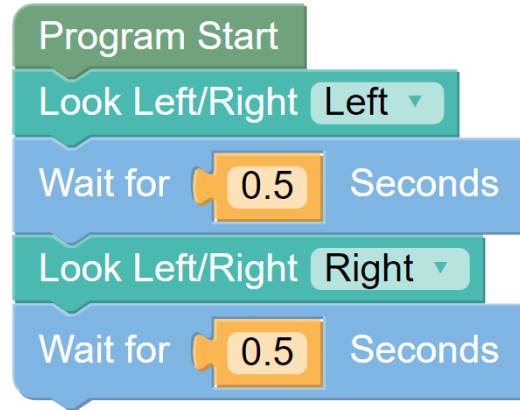 Program Start
Look Left/Right Left
Wait for 0.5 Seconds
Look Left/Right Right
Wait for 0.5 Seconds